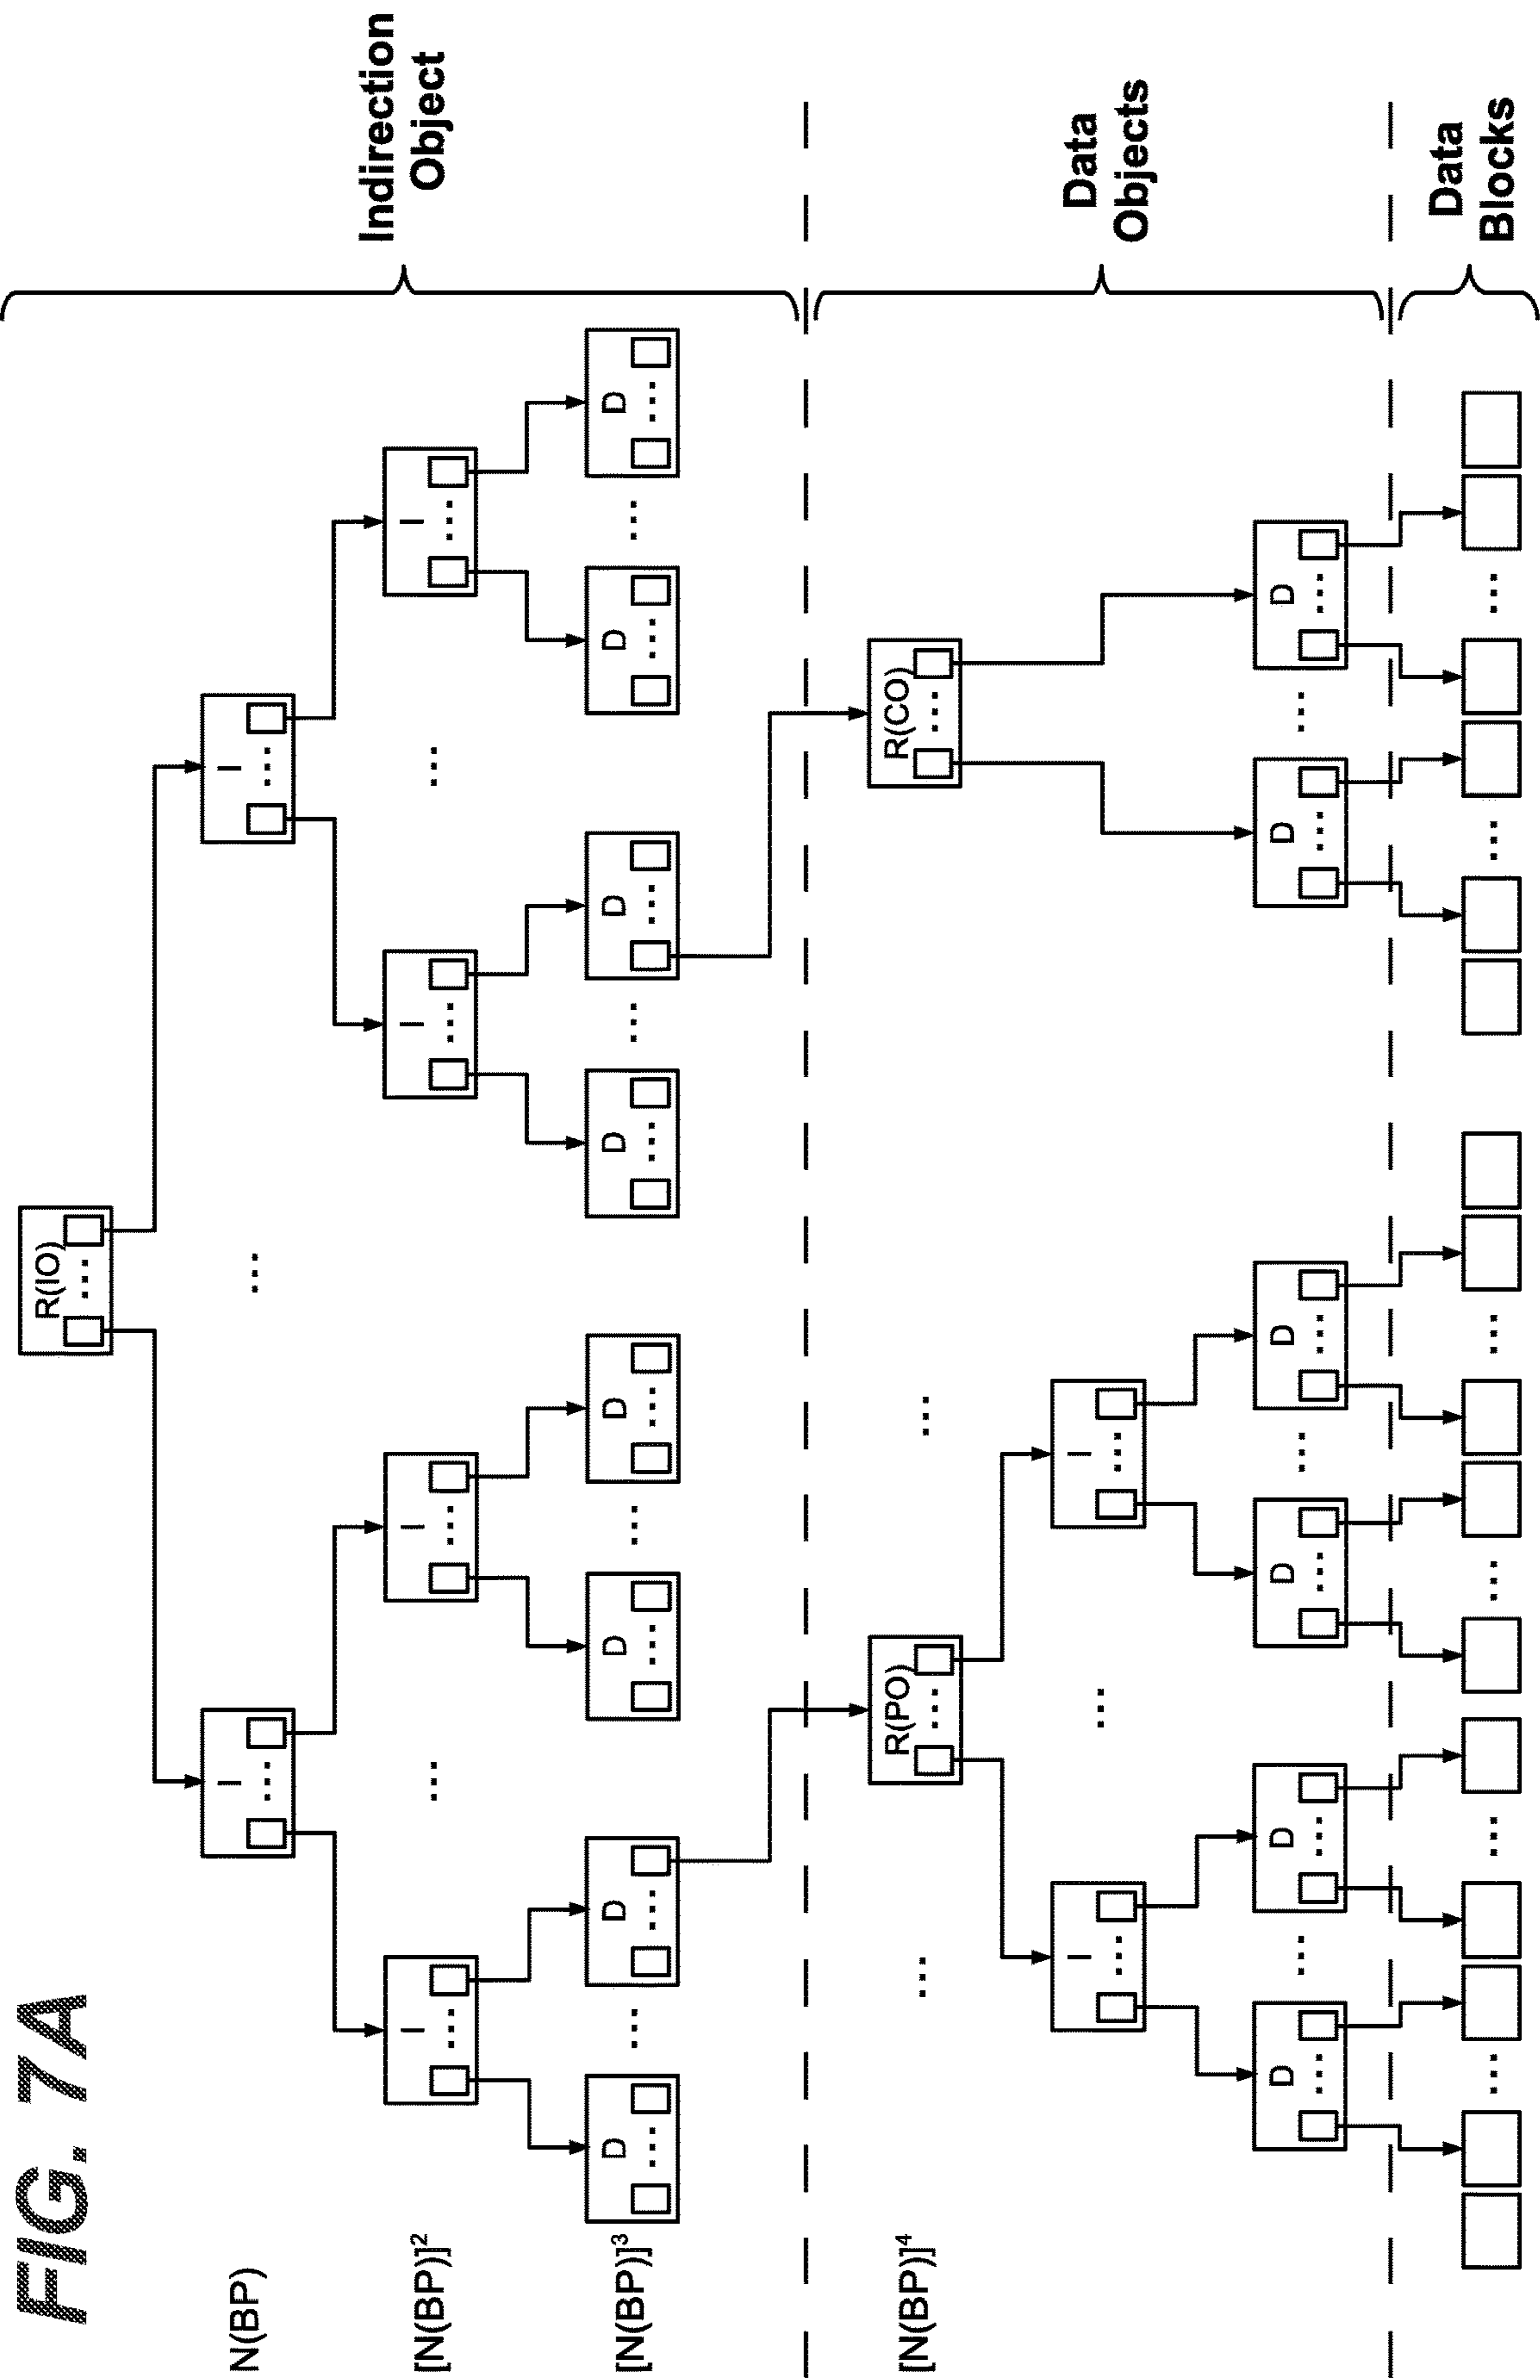 FIG. 7A
R(IO)
N(BP)
I
I
Indirection
Object
[N(BP)]²
I
I
I
I
[N(BP)]³
D
D
D
D
D
D
D
D
[N(BP)]⁴
R(PO)
R(CO)
Data
Objects
I
I
D
D
D
D
D
D
Data
Blocks